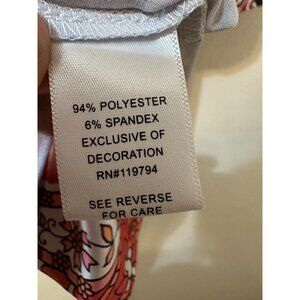 94% POLYESTER
6% SPANDEX
EXCLUSIVE OF
DECORATION
RN#119794
SEE REVERSE
FOR CARE